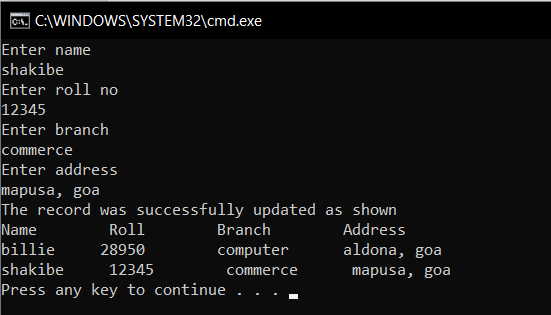 C:\WINDOWS\SYSTEM32\cmd.exe
Enter name
shakibe
Enter roll no
12345
Enter branch
commerce
Enter address
mapusa, goa
The record was successfully updated as shown
Name         Roll         Branch         Address
billie     28950         computer       aldona, goa
shakibe      12345         commerce       mapusa, goa
Press any key to continue . . .